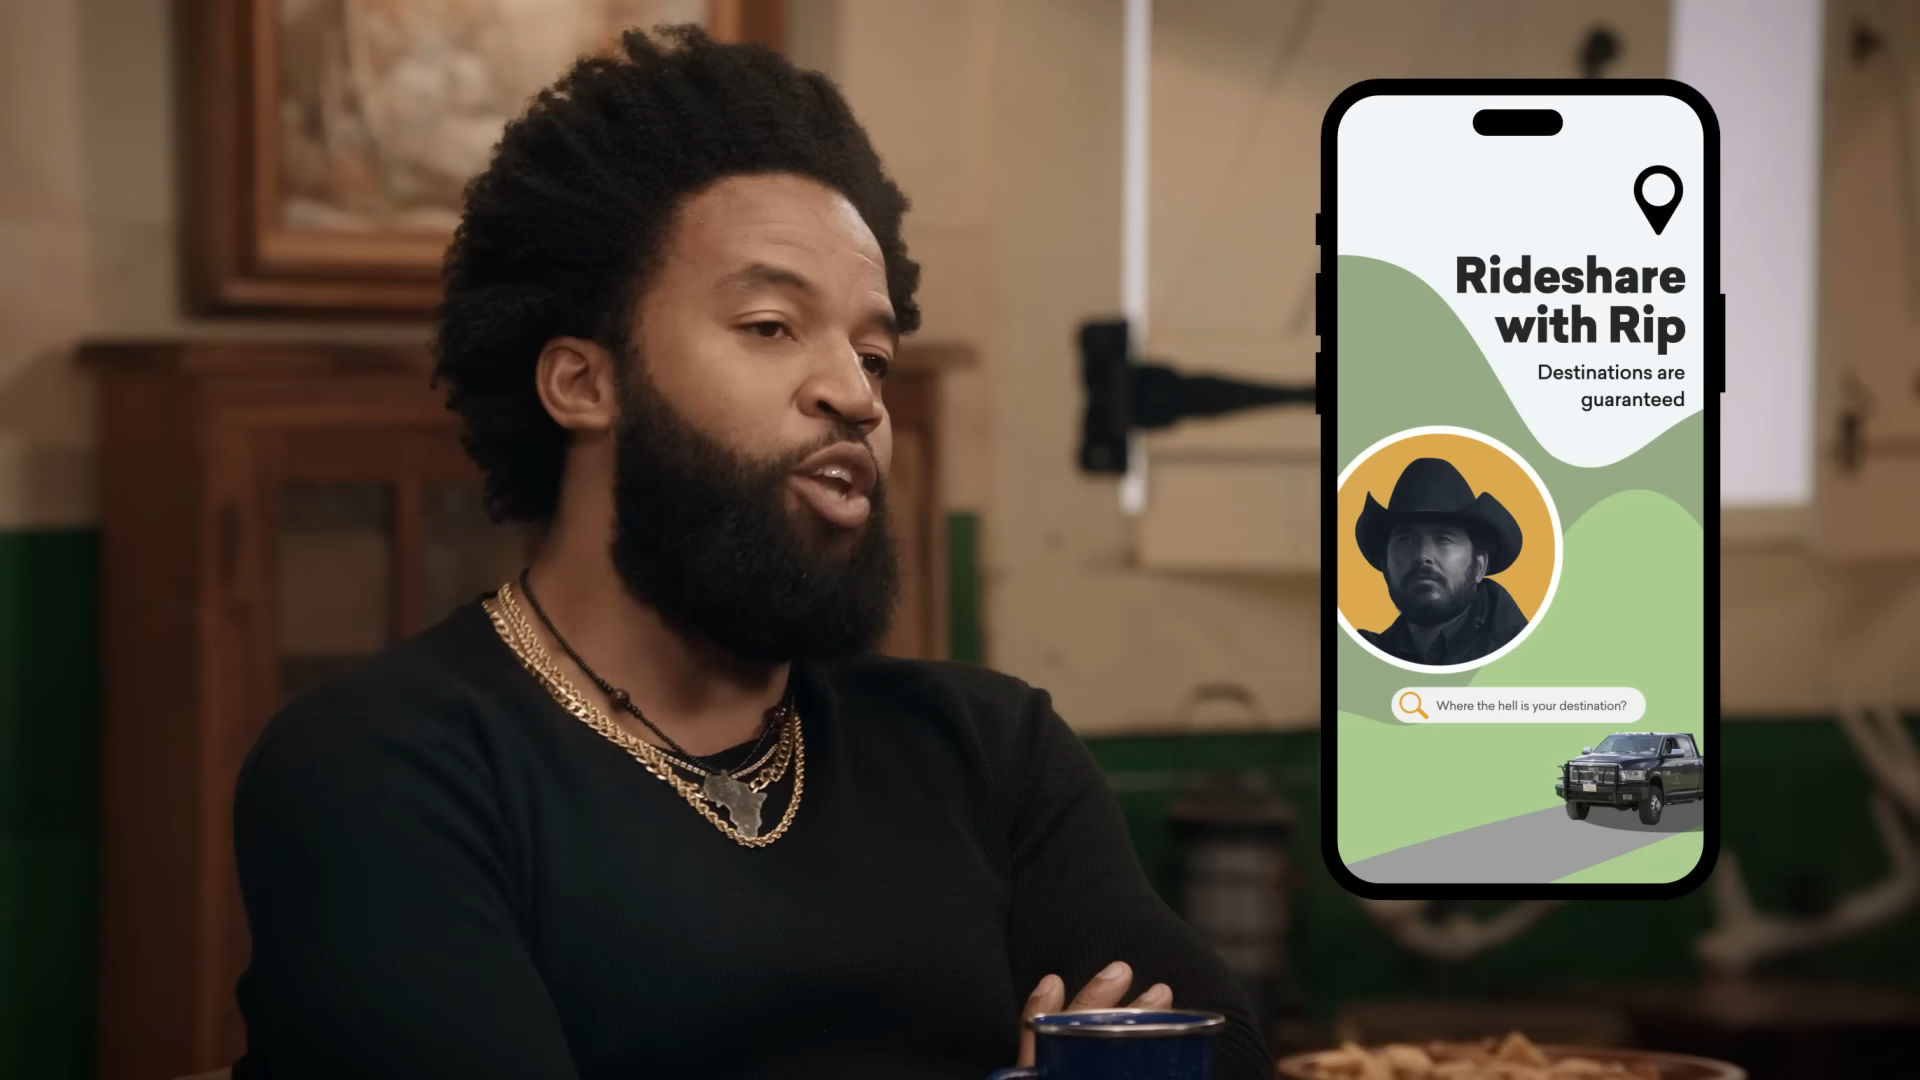 Rideshare
with Rip
Destinations are
guaranteed
Where the hell is your destination?